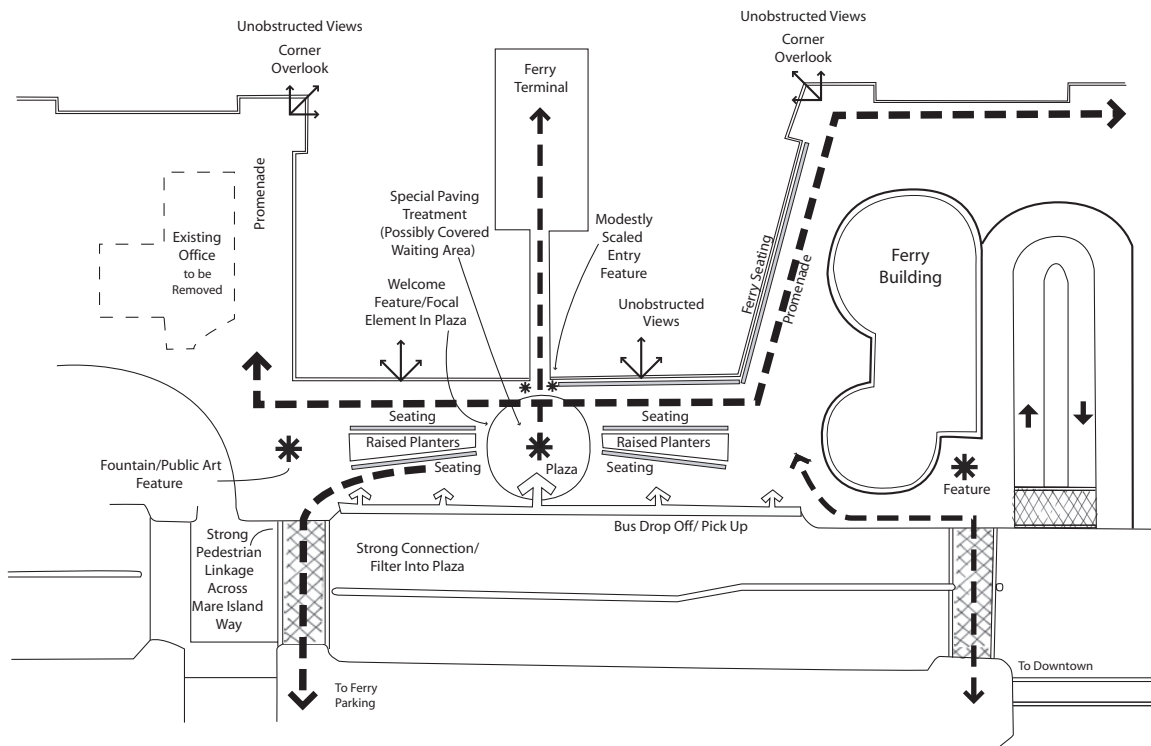 Unobstructed Views
Corner
Overlook
Unobstructed Views
Corner
Overlook
Ferry
Terminal
Promenade
Special Paving
Treatment
(Possibly Covered
Waiting Area)
Modestly
Scaled
Entry
Feature
Existing
Office
to be
Removed
Welcome
Feature/Focal
Element In Plaza
Unobstructed
Views
Ferry Seating
Promenade
Ferry
Building
Seating
Raised Planters
Seating
Plaza
Seating
Raised Planters
Seating
Fountain/Public Art
Feature
Feature
Bus Drop Off/ Pick Up
Strong
Pedestrian
Linkage
Across
Mare Island
Way
Strong Connection/
Filter Into Plaza
To Ferry
Parking
To Downtown